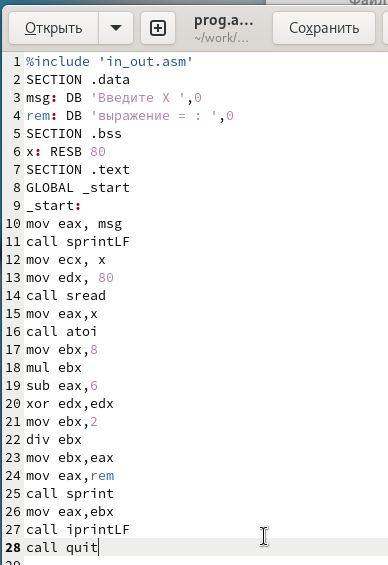 Файл
Открыть
prog.a...
~/work/...
Сохранить
1 %include 'in_out.asm'
2 SECTION .data
3 msg: DB 'Введите X ',0
4 rem: DB 'выражение = : ',0
5 SECTION .bss
6 x: RESB 80
7 SECTION .text
8 GLOBAL _start
9 _start:
10 mov eax, msg
11 call sprintLF
12 mov ecx, x
13 mov edx, 80
14 call sread
15 mov eax,x
16 call atoi
17 mov ebx,8
18 mul ebx
19 sub eax,6
20 xor edx,edx
21 mov ebx,2
22 div ebx
23 mov ebx,eax
24 mov eax,rem
25 call sprint
26 mov eax,ebx
27 call iprintLF
28 call quit
29